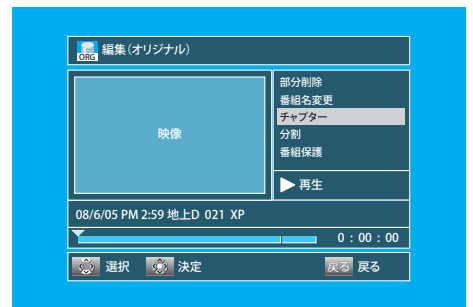 ORG 編集(オリジナル)
映像
部分削除
番組名変更
チャプター
分割
番組保護
再生
08/6/05 PM 2:59 地上D 021 XP
0:00:00
選択 決定 戻る 戻る